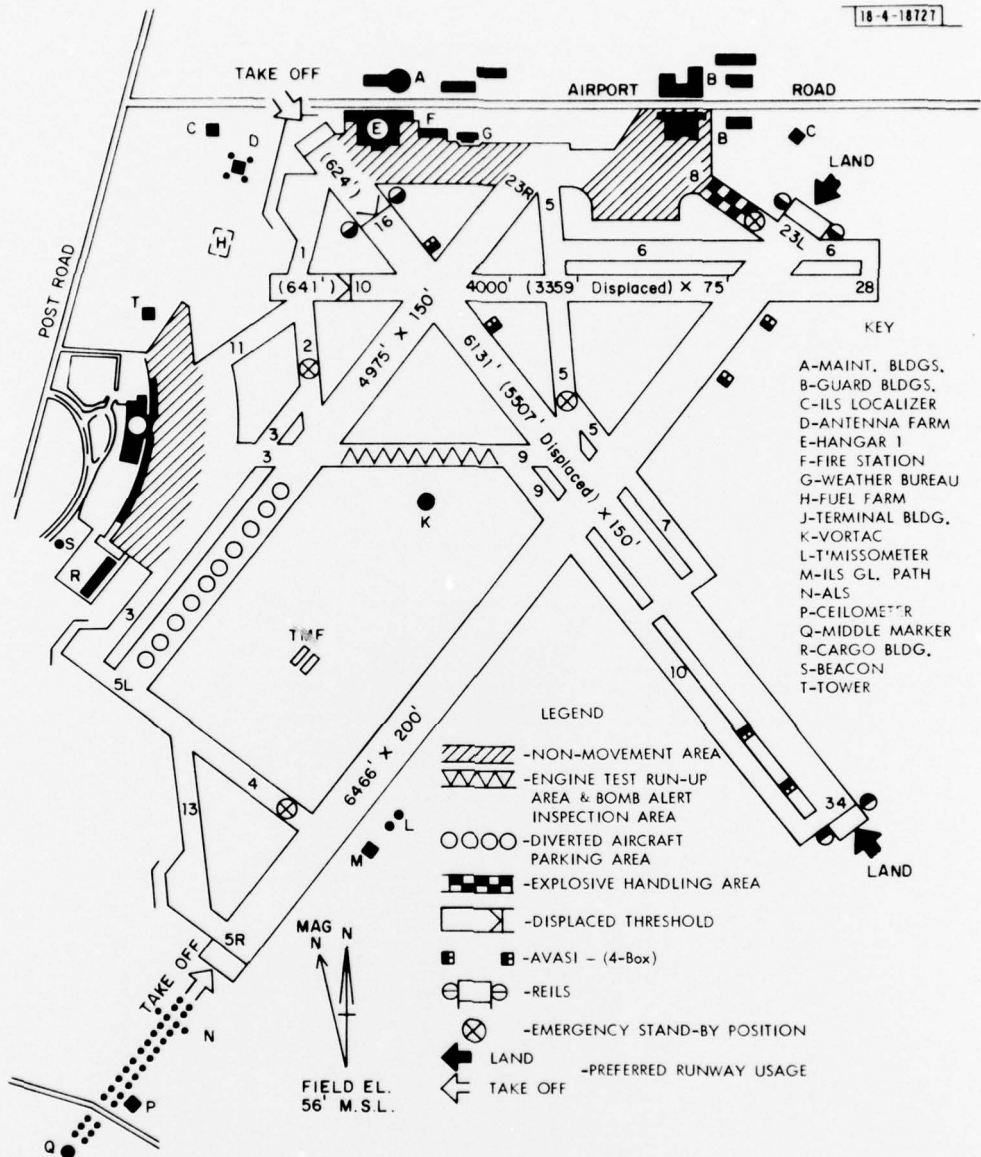 18-4-18727
TAKE OFF
A
AIRPORT
B
ROAD
C
D
E
F
G
B
C
LAND
(624')
23R
5
8
16
23L
H
1
6
6
(641')
10
4000' (3359' Displaced) × 75'
28
POST ROAD
T
11
2
4975' × 150'
6131' (5507' Displaced) × 150'
5
5
3
3
9
9
7
KEY
A-MAINT. BLDGS.
B-GUARD BLDGS.
C-ILS LOCALIZER
D-ANTENNA FARM
E-HANGAR 1
F-FIRE STATION
G-WEATHER BUREAU
H-FUEL FARM
J-TERMINAL BLDG.
K-VORTAC
L-T'MISSOMETER
M-ILS GL. PATH
N-ALS
P-CEILOMETER
Q-MIDDLE MARKER
R-CARGO BLDG.
S-BEACON
T-TOWER
K
S
R
3
TMF
5L
10
4
13
6466' × 200'
L
M
34
LAND
5R
TAKE OFF
N
P
Q
MAG
N
N
FIELD EL.
56' M.S.L.
LEGEND
-NON-MOVEMENT AREA
-ENGINE TEST RUN-UP
AREA & BOMB ALERT
INSPECTION AREA
-DIVERTED AIRCRAFT
PARKING AREA
-EXPLOSIVE HANDLING AREA
-DISPLACED THRESHOLD
-AVASI – (4-Box)
-REILS
-EMERGENCY STAND-BY POSITION
LAND
-PREFERRED RUNWAY USAGE
TAKE OFF